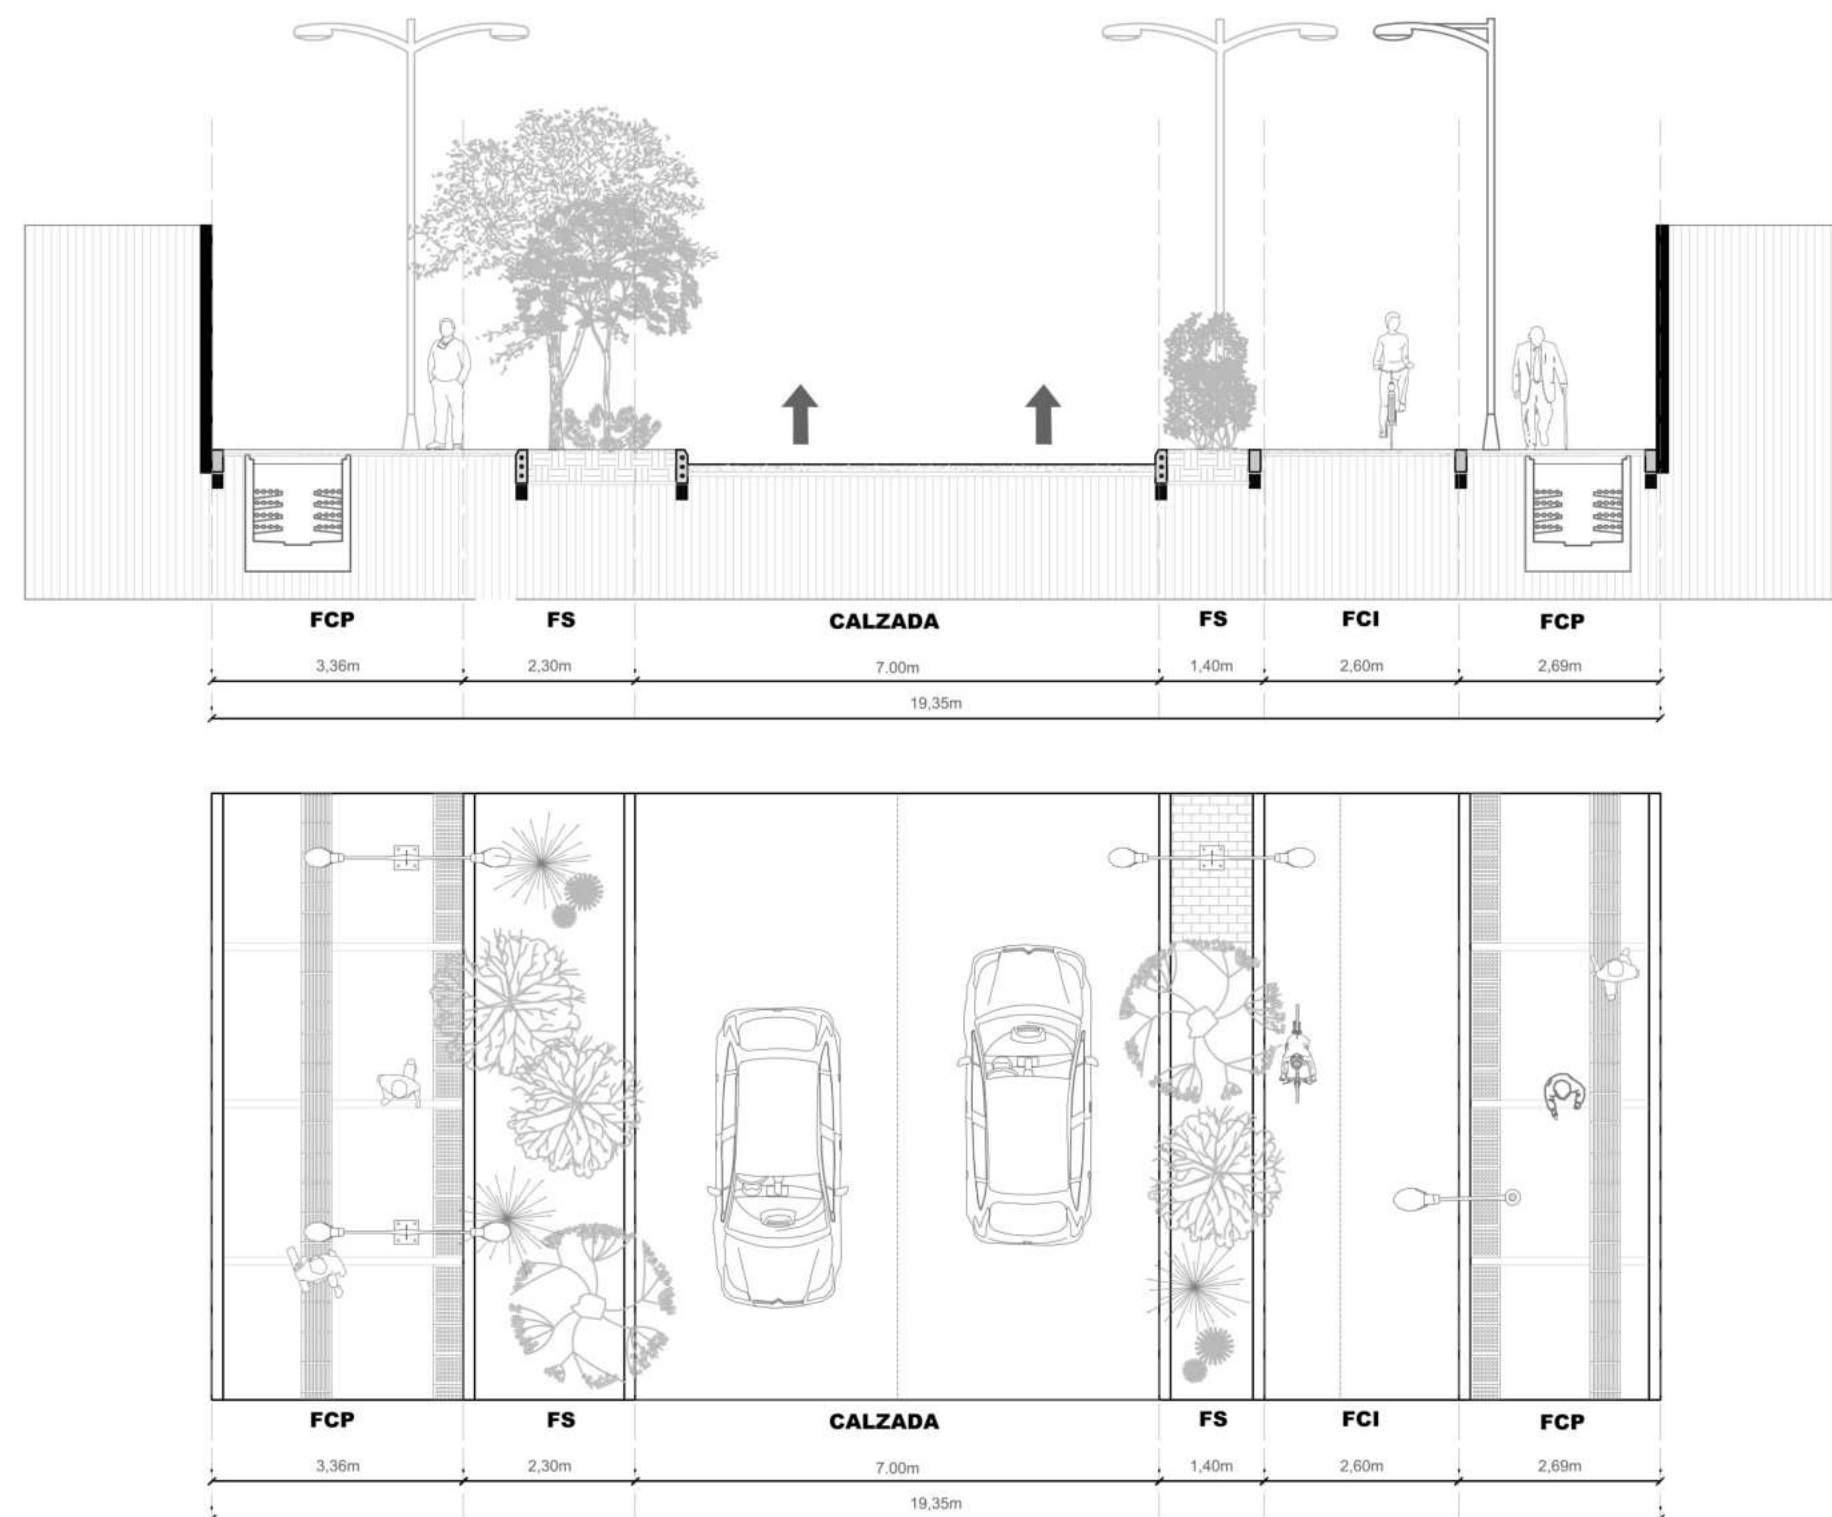 FCP FS CALZADA FS FCI FCP
3,36m 2,30m 7.00m 1,40m 2,60m 2,69m
19,35m
FCP FS CALZADA FS FCI FCP
3,36m 2,30m 7.00m 1,40m 2,60m 2,69m
19,35m